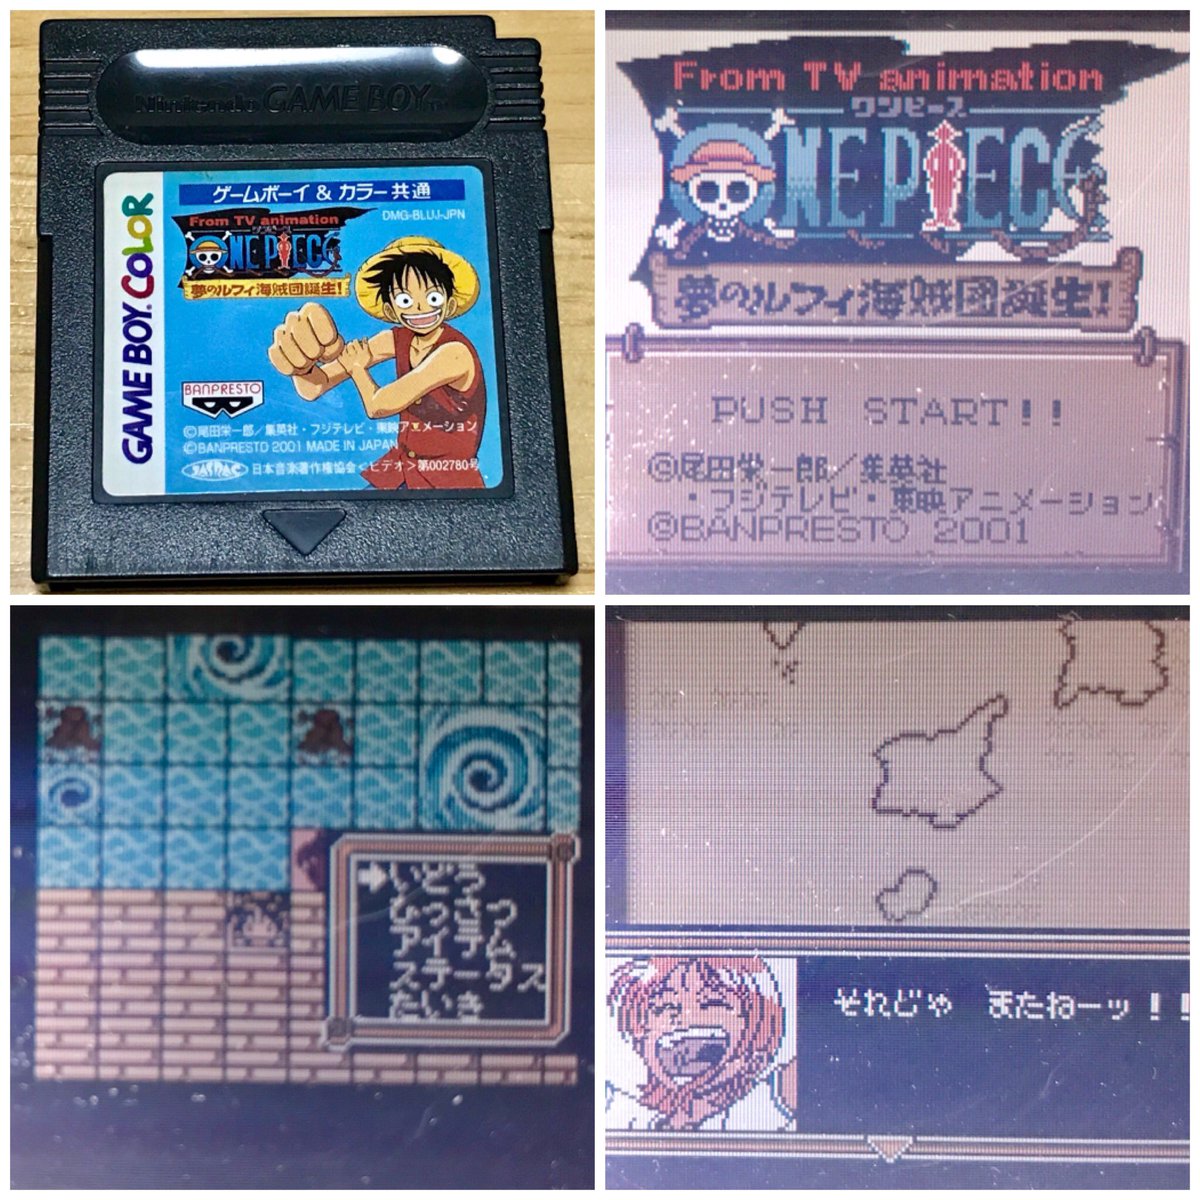 Nintendo GAME BOY™
GAME BOY COLOR
ゲームボーイ & カラー共通
DMG-BLUJ-JPN
From TV animation
ワンピース
ONE PIECE
夢のルフィ海賊団誕生!
BANPRESTO
©尾田栄一郎/集英社・フジテレビ・東映アニメーション
©BANPRESTO 2001 MADE IN JAPAN
JASRAC
日本音楽著作権協会<ビデオ>第002780号
From TV animation
ワンピース
ONE PIECE
夢のルフィ海賊団誕生!
PUSH START!!
©尾田栄一郎/集英社
・フジテレビ・東映アニメーション
©BANPRESTO 2001
いどう
ひっさつ
アイテム
ステータス
たいき
それじゃ またねーッ!!